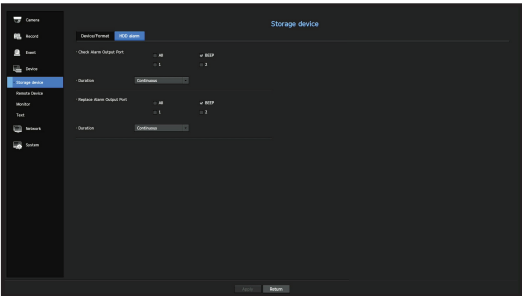 Camera
Storage device
Record
Device/Format HDD alarm
Event
Check Alarm Output Port
All BEEP
1 2
Device
Storage device
Duration Continuous
Remote Device
Monitor
Replace Alarm Output Port
All BEEP
Text
1 2
Network
Duration Continuous
System
Return